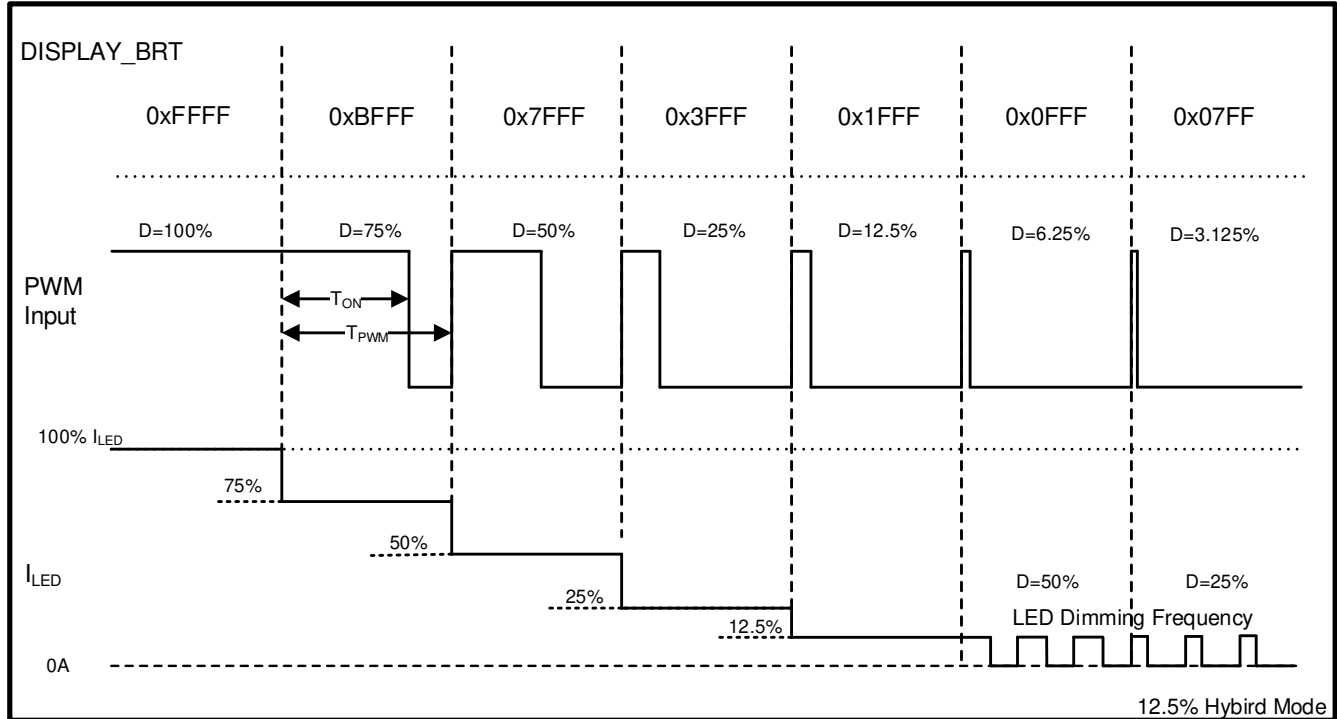 DISPLAY_BRT
0xFFFF 0xBFFF 0x7FFF 0x3FFF 0x1FFF 0x0FFF 0x07FF
D=100% D=75% D=50% D=25% D=12.5% D=6.25% D=3.125%
PWM
Input
TON
TPWM
100% ILED
75%
50%
ILED
25%
12.5%
D=50% D=25%
LED Dimming Frequency
0A
12.5% Hybird Mode